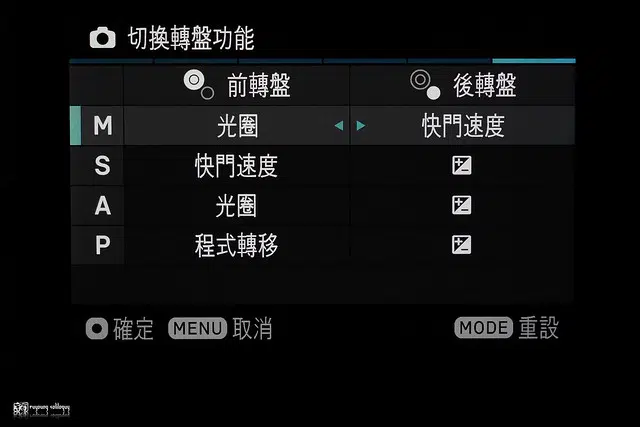 切換轉盤功能
前轉盤 後轉盤
M 光圈 快門速度
S 快門速度
A 光圈
P 程式轉移
確定 MENU 取消 MODE 重設